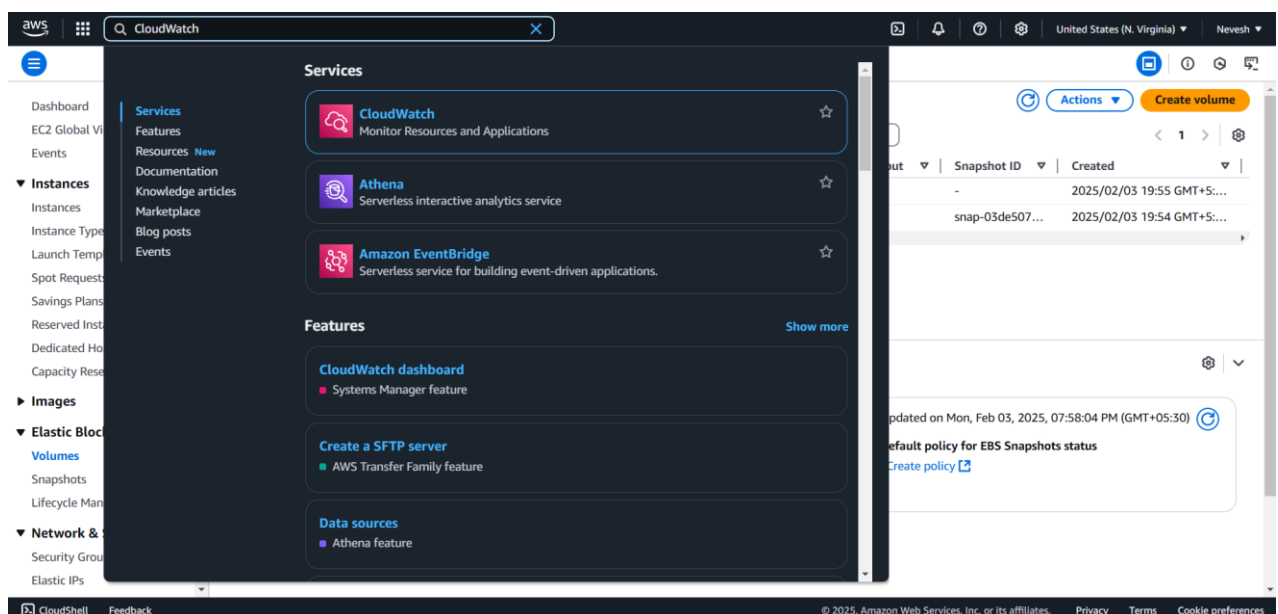 aws
CloudWatch
United States (N. Virginia)
Nevesh
Dashboard
EC2 Global Vi
Events
Instances
Instances
Instance Type
Launch Templ
Spot Requests
Savings Plans
Reserved Inst
Dedicated Ho
Capacity Rese
Images
Elastic Bloc
Volumes
Snapshots
Lifecycle Man
Network &
Security Grou
Elastic IPs
Services
Features
Resources New
Documentation
Knowledge articles
Marketplace
Blog posts
Events
Services
CloudWatch
Monitor Resources and Applications
Athena
Serverless interactive analytics service
Amazon EventBridge
Serverless service for building event-driven applications.
Features
Show more
CloudWatch dashboard
Systems Manager feature
Create a SFTP server
AWS Transfer Family feature
Data sources
Athena feature
Actions
Create volume
1
Snapshot ID
Created
-
2025/02/03 19:55 GMT+5:...
snap-03de507...
2025/02/03 19:54 GMT+5:...
pdated on Mon, Feb 03, 2025, 07:58:04 PM (GMT+05:30)
efault policy for EBS Snapshots status
Create policy
CloudShell
Feedback
© 2025, Amazon Web Services, Inc. or its affiliates.
Privacy
Terms
Cookie preferences